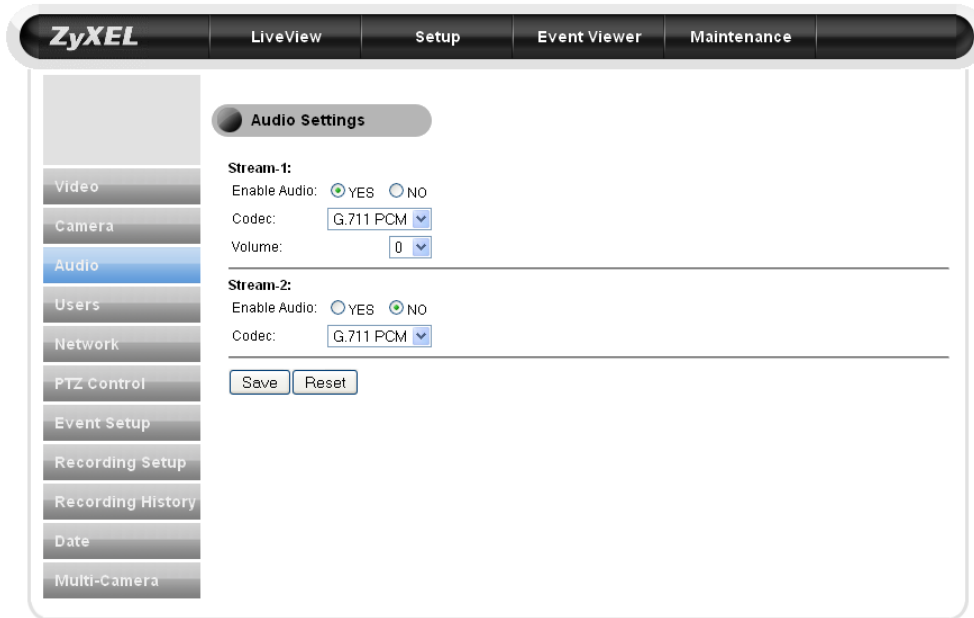 ZyXEL LiveView Setup Event Viewer Maintenance
Video
Camera
Audio
Users
Network
PTZ Control
Event Setup
Recording Setup
Recording History
Date
Multi-Camera
Audio Settings
Stream-1:
Enable Audio: YES NO
Codec: G.711 PCM
Volume: 0
Stream-2:
Enable Audio: YES NO
Codec: G.711 PCM
Save Reset